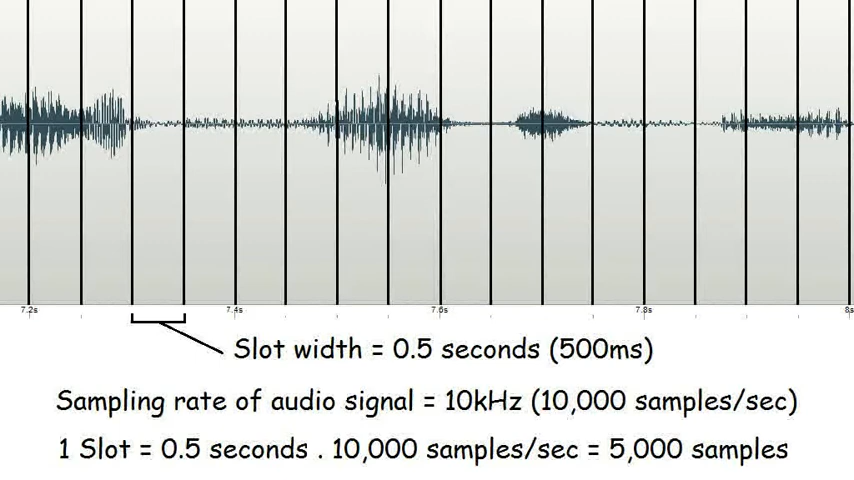 7.2s 7.4s 7.6s 7.8s 8s
Slot width = 0.5 seconds (500ms)
Sampling rate of audio signal = 10kHz (10,000 samples/sec)
1 Slot = 0.5 seconds . 10,000 samples/sec = 5,000 samples